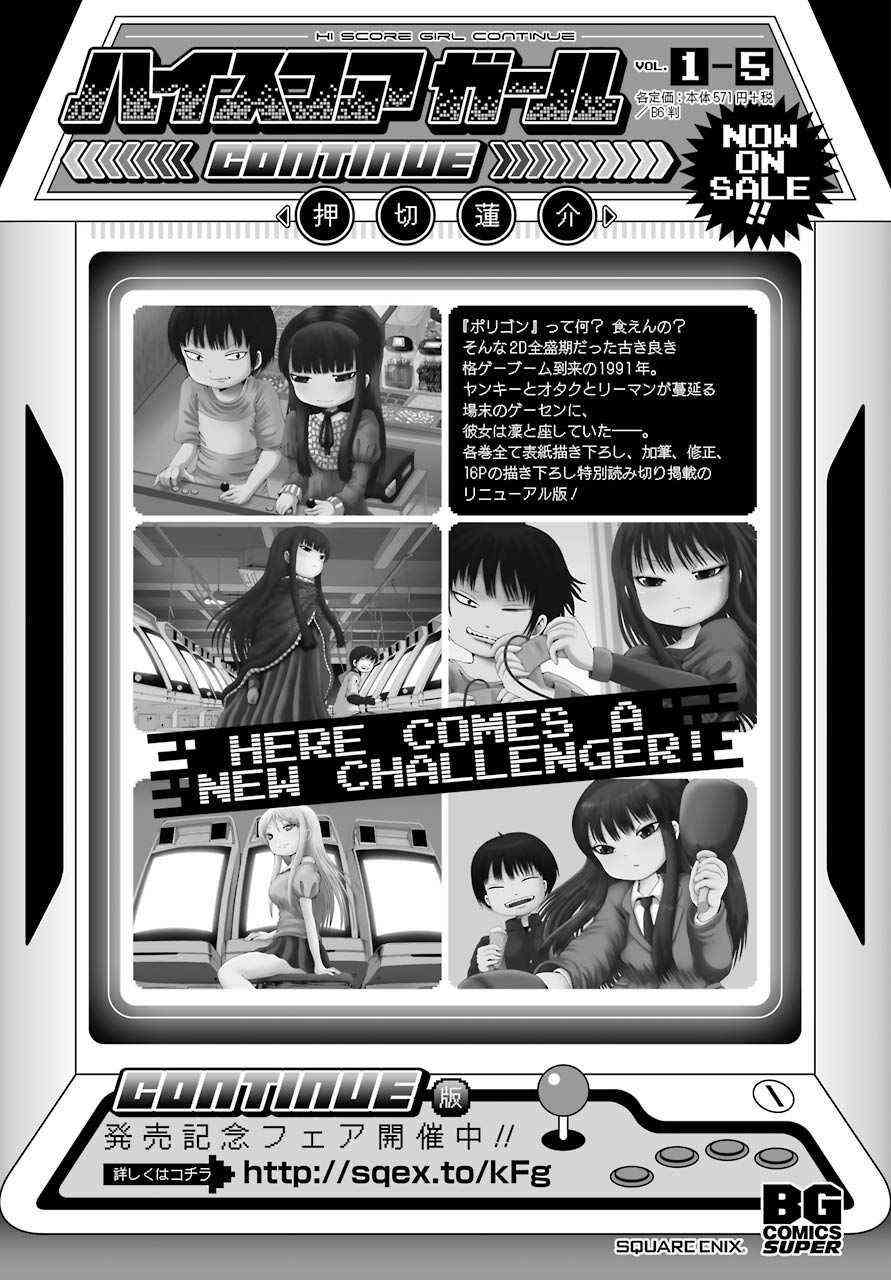 HI SCORE GIRL CONTINUE
ハイスコアガール
VOL. 1-5
各定価：本体571円+税
／B6判
CONTINUE
NOW
ON
SALE
!!
押切蓮介
『ポリゴン』って何？ 食えんの？
そんな2D全盛期だった古き良き
格ゲーブーム到来の1991年。
ヤンキーとオタクとリーマンが蔓延る
場末のゲーセンに、
彼女は凛と座していた――。
各巻全て表紙描き下ろし、加筆、修正、
16Pの描き下ろし特別読み切り掲載の
リニューアル版！
HERE COMES A
NEW CHALLENGER!
CONTINUE 版
発売記念フェア開催中!!
詳しくはコチラ http://sqex.to/kFg
BG
COMICS
SUPER
SQUARE ENIX.